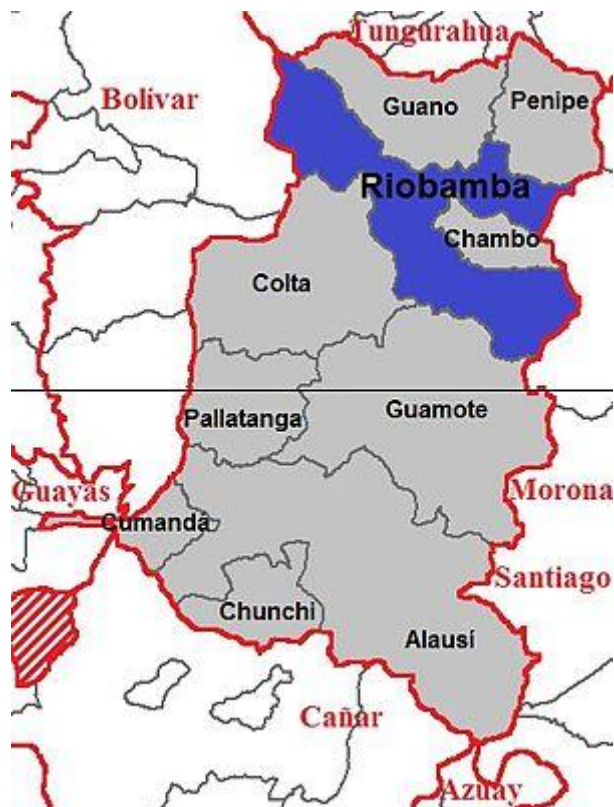 Tungurahua
Bolivar
Guano
Penipe
Riobamba
Chambo
Colta
Pallatanga
Guamote
Guayas
Morona
Cumandá
Santiago
Chunchi
Alausí
Cañar
Azuay